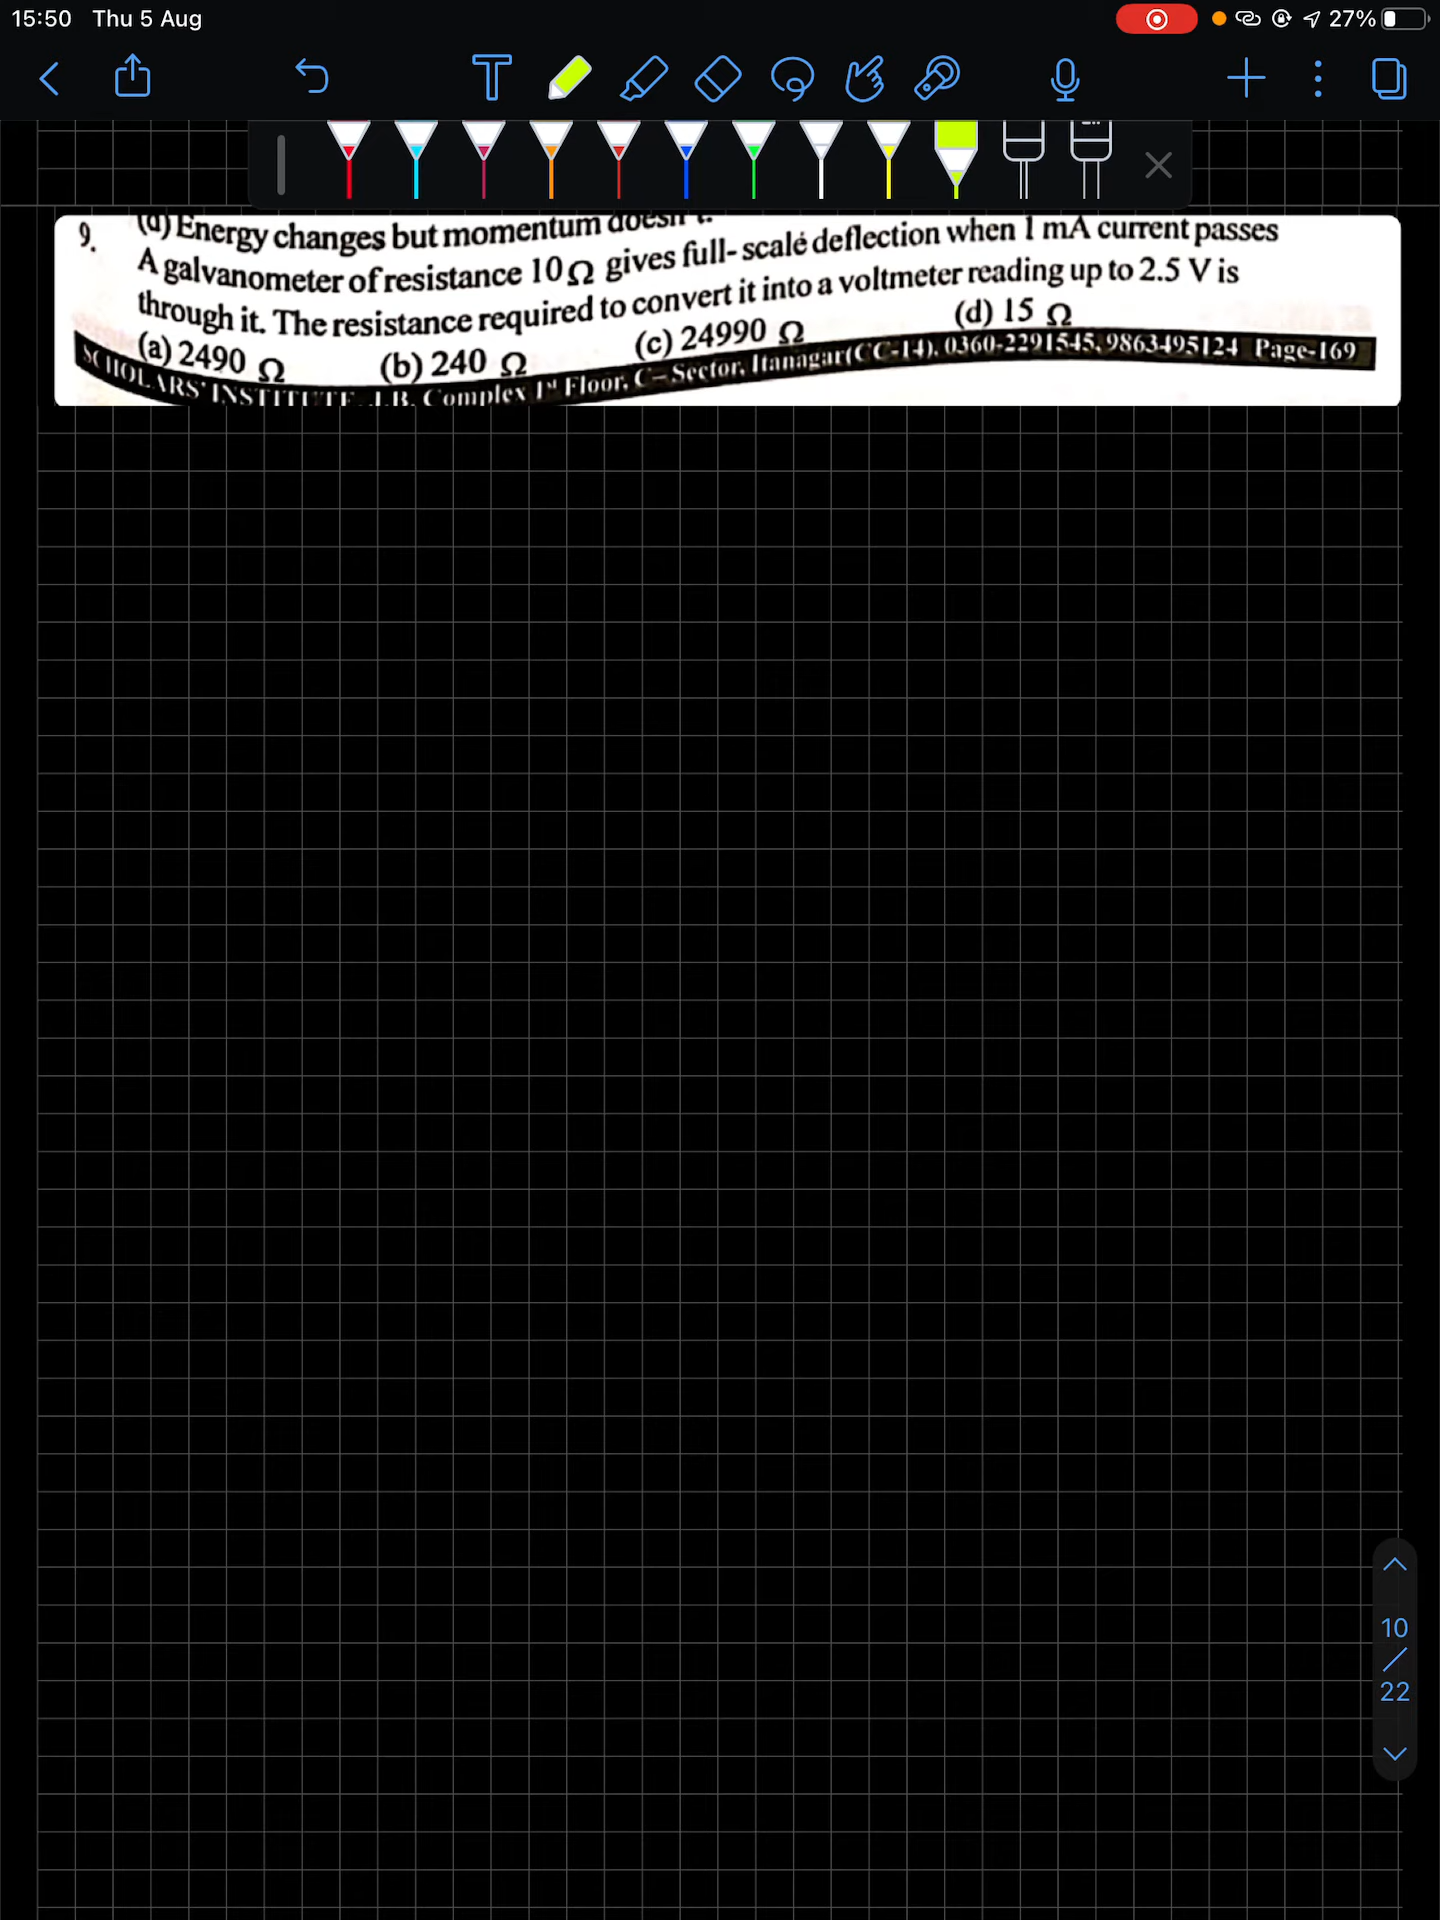 15:50 Thu 5 Aug
27%
(d) Energy changes but momentum doesn't.
9. A galvanometer of resistance 10 Ω gives full-scale deflection when 1 mA current passes
through it. The resistance required to convert it into a voltmeter reading up to 2.5 V is
(a) 2490 Ω (b) 240 Ω (c) 24990 Ω (d) 15 Ω
SCHOLARS' INSTITUTE, J.B. Complex 1st Floor, C – Sector, Itanagar(CC-14). 0360-2291545, 9863495124 Page-169
10
/
22